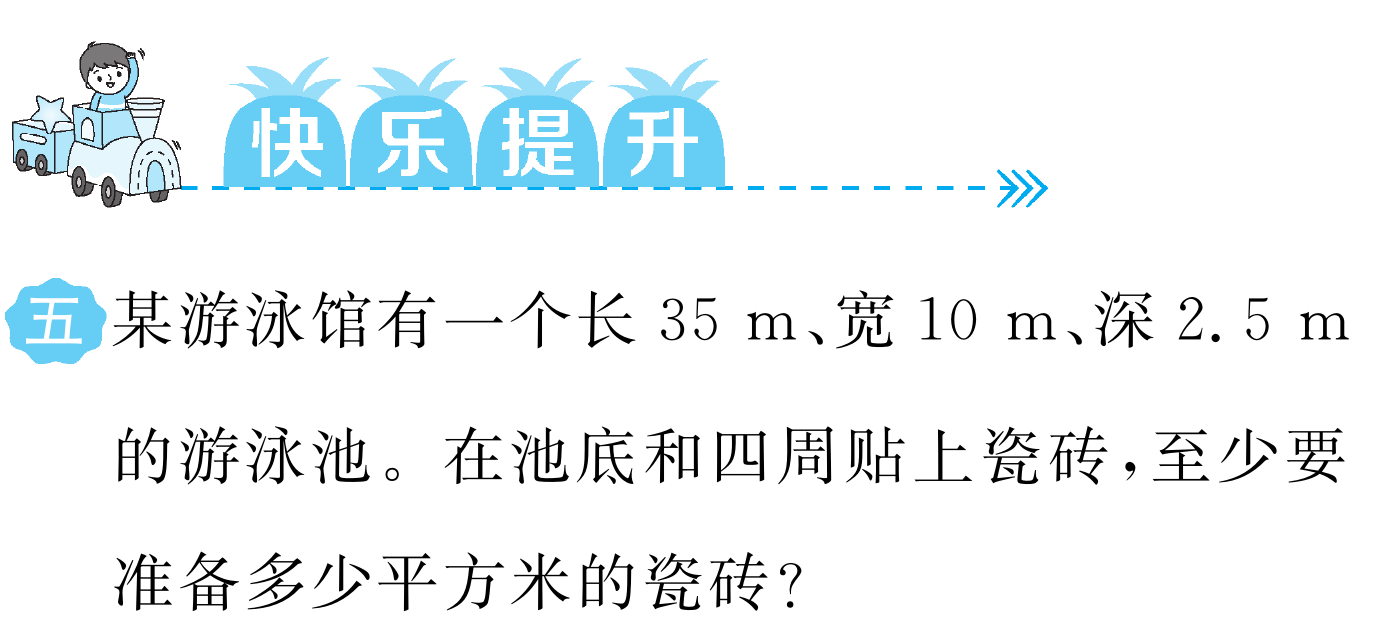 快乐提升
五 某游泳馆有一个长 35 m、宽 10 m、深 2.5 m
的游泳池。在池底和四周贴上瓷砖,至少要
准备多少平方米的瓷砖?